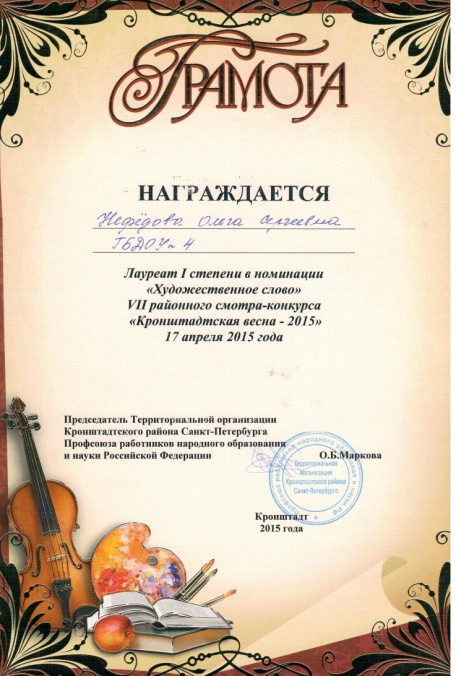 ГРАМОТА
НАГРАЖДАЕТСЯ
Нефёдова Ольга Сергеевна
ГБДОУ № 4
Лауреат I степени в номинации
«Художественное слово»
VII районного смотра-конкурса
«Кронштадтская весна - 2015»
17 апреля 2015 года
Председатель Территориальной организации
Кронштадтского района Санкт-Петербурга
Профсоюза работников народного образования
и науки Российской Федерации
О.Б.Маркова
Территориальная
Организация
Кронштадтского района
Санкт-Петербурга
Кронштадт
2015 года